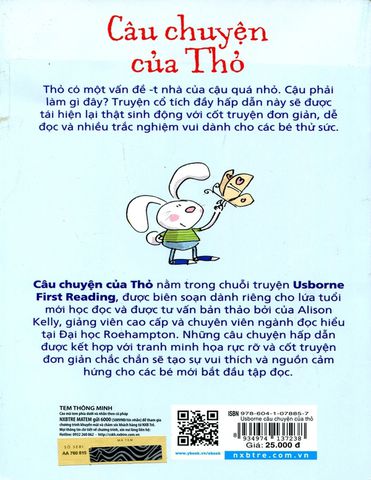 Câu chuyện
của Thỏ
Thỏ có một vấn đề -t nhà của cậu quá nhỏ. Cậu phải
làm gì đây? Truyện cổ tích đầy hấp dẫn này sẽ được
tái hiện lại thật sinh động với cốt truyện đơn giản, dễ
đọc và nhiều trắc nghiệm vui dành cho các bé thử sức.
Câu chuyện của Thỏ nằm trong chuỗi truyện Usborne
First Reading, được biên soạn dành riêng cho lứa tuổi
mới học đọc và được tư vấn bản thảo bởi của Alison
Kelly, giảng viên cao cấp và chuyên viên ngành đọc hiểu
tại Đại học Roehampton. Những câu chuyện hấp dẫn
được kết hợp với tranh minh họa rực rỡ và cốt truyện
đơn giản chắc chắn sẽ tạo sự vui thích và nguồn cảm
hứng cho các bé mới bắt đầu tập đọc.
TEM THÔNG MINH
SỐ SERI
AA 760 815
MÃ TEM
www.ybook.vn/ebook
ISBN 978-604-1-07885-7
Usborne câu chuyện của thỏ
8 934974 137238
Giá: 25.000 đ
nxbtre.com.vn